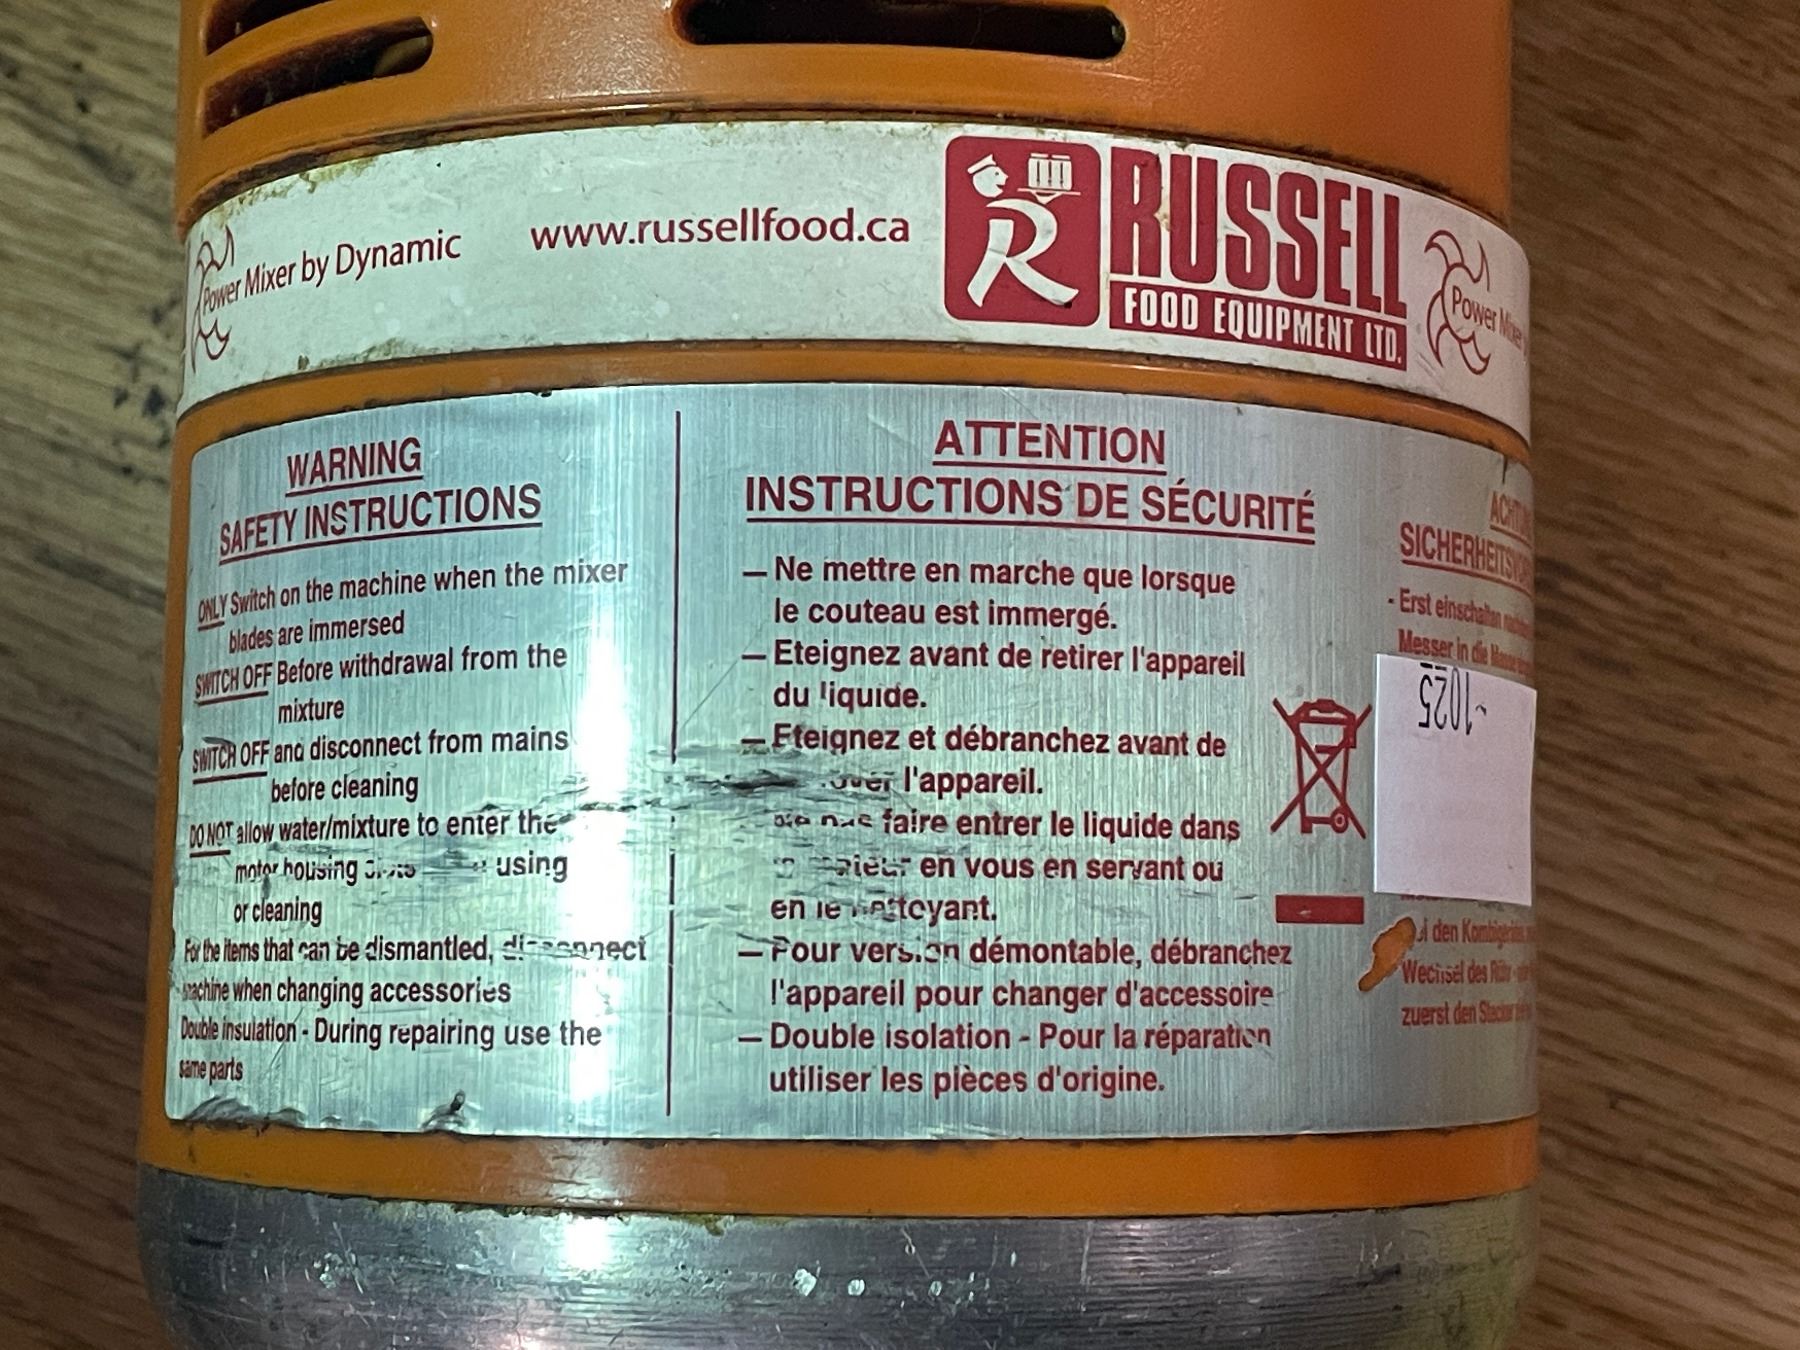 Power Mixer by Dynamic
www.russellfood.ca
R
RUSSELL
FOOD EQUIPMENT LTD.
Power
WARNING
SAFETY INSTRUCTIONS
ONLY Switch on the machine when the mixer
blades are immersed
SWITCH OFF Before withdrawal from the
mixture
SWITCH OFF and disconnect from mains
before cleaning
DO NOT allow water/mixture to enter the
motor housing using
or cleaning
For the items that can be dismantled, disconnect
machine when changing accessories
Double insulation - During repairing use the
same parts
ATTENTION
INSTRUCTIONS DE SÉCURITÉ
– Ne mettre en marche que lorsque
le couteau est immergé.
– Eteignez avant de retirer l'appareil
du liquide.
– Eteignez et débranchez avant de
l'appareil.
faire entrer le liquide dans
en vous en servant ou
en le nettoyant.
– Pour version démontable, débranchez
l'appareil pour changer d'accessoire
– Double isolation - Pour la réparation
utiliser les pièces d'origine.
- Erst einschalten
Messer in die
-1025
den
Wechsel des
zuerst den